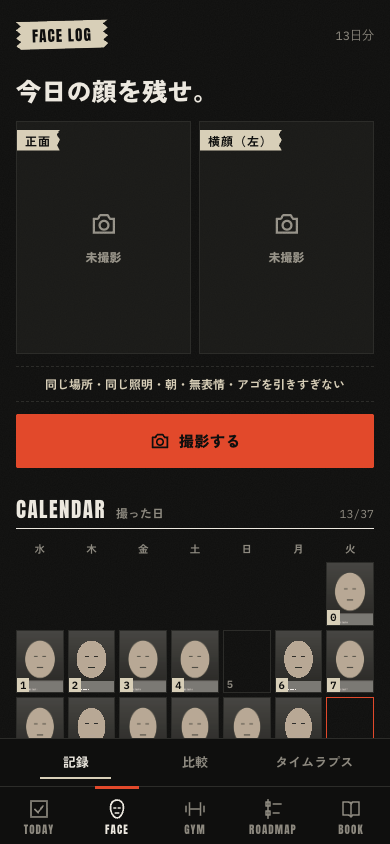 FACE LOG
13日分
今日の顔を残せ。
正面
横顔（左）
未撮影
未撮影
同じ場所・同じ照明・朝・無表情・アゴを引きすぎない
撮影する
CALENDAR 撮った日
13/37
水 木 金 土 日 月 火
0
1 2 3 4 5 6 7
記録 比較 タイムラプス
TODAY FACE GYM ROADMAP BOOK